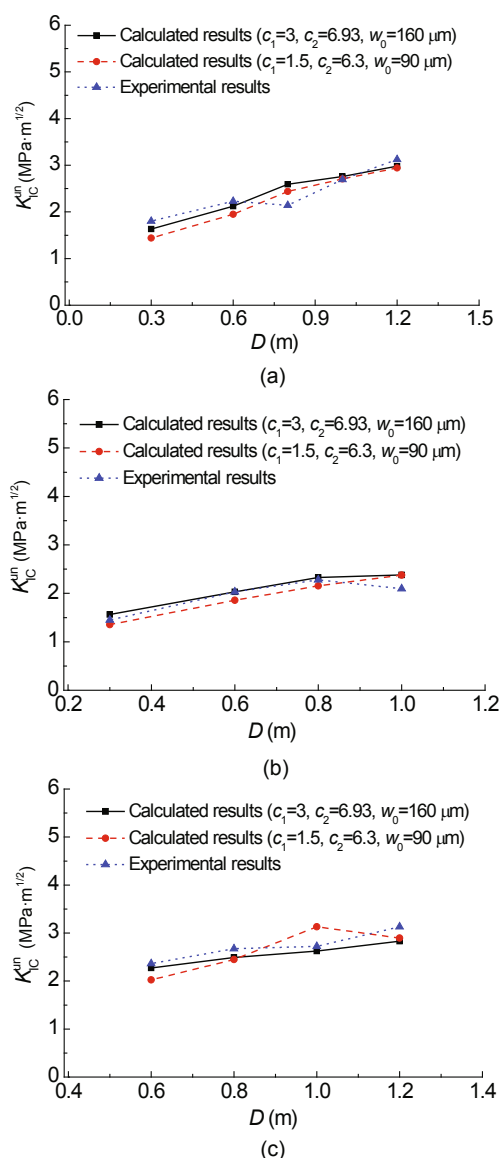 6
Calculated results (c₁=3, c₂=6.93, w₀=160 μm)
5
Calculated results (c₁=1.5, c₂=6.3, w₀=90 μm)
Experimental results
4
3
2
1
0
K_IC^un (MPa·m^1/2)
0.0 0.3 0.6 0.9 1.2 1.5
D (m)
(a)
6
Calculated results (c₁=3, c₂=6.93, w₀=160 μm)
5
Calculated results (c₁=1.5, c₂=6.3, w₀=90 μm)
Experimental results
4
3
2
1
0
K_IC^un (MPa·m^1/2)
0.2 0.4 0.6 0.8 1.0 1.2
D (m)
(b)
6
Calculated results (c₁=3, c₂=6.93, w₀=160 μm)
5
Calculated results (c₁=1.5, c₂=6.3, w₀=90 μm)
Experimental results
4
3
2
1
0
K_IC^un (MPa·m^1/2)
0.4 0.6 0.8 1.0 1.2 1.4
D (m)
(c)